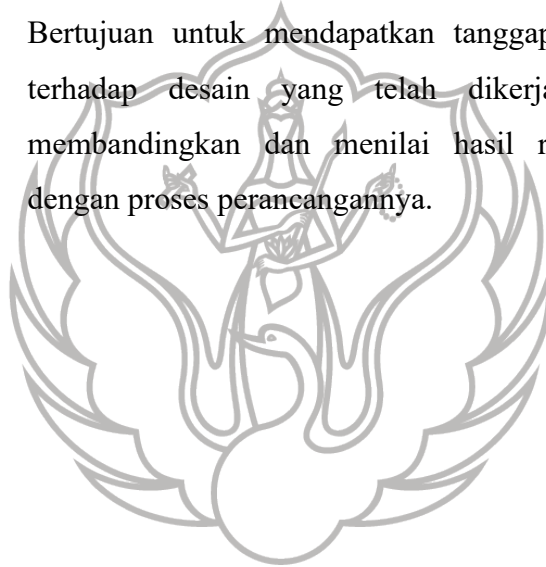 Bertujuan untuk mendapatkan tanggap
terhadap desain yang telah dikerja
membandingkan dan menilai hasil
dengan proses perancangannya.